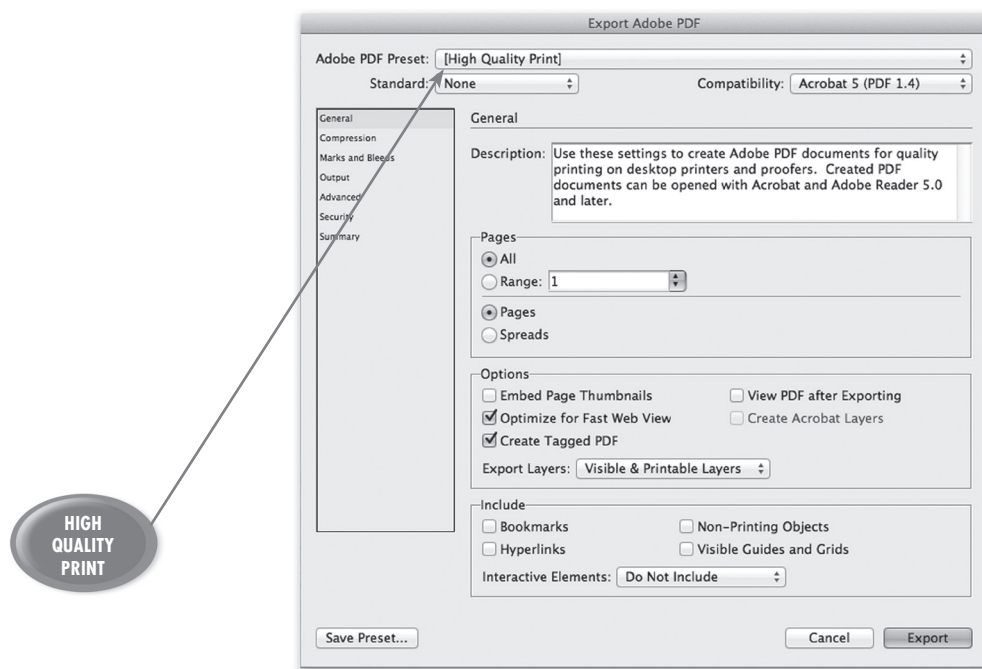 Export Adobe PDF
Adobe PDF Preset: [High Quality Print]
Standard: None Compatibility: Acrobat 5 (PDF 1.4)
General
Compression
Marks and Bleeds
Output
Advanced
Security
Summary
General
Description: Use these settings to create Adobe PDF documents for quality
printing on desktop printers and proofers. Created PDF
documents can be opened with Acrobat and Adobe Reader 5.0
and later.
Pages
All
Range: 1
Pages
Spreads
Options
Embed Page Thumbnails View PDF after Exporting
Optimize for Fast Web View Create Acrobat Layers
Create Tagged PDF
Export Layers: Visible & Printable Layers
Include
Bookmarks Non-Printing Objects
Hyperlinks Visible Guides and Grids
Interactive Elements: Do Not Include
Save Preset... Cancel Export
HIGH
QUALITY
PRINT